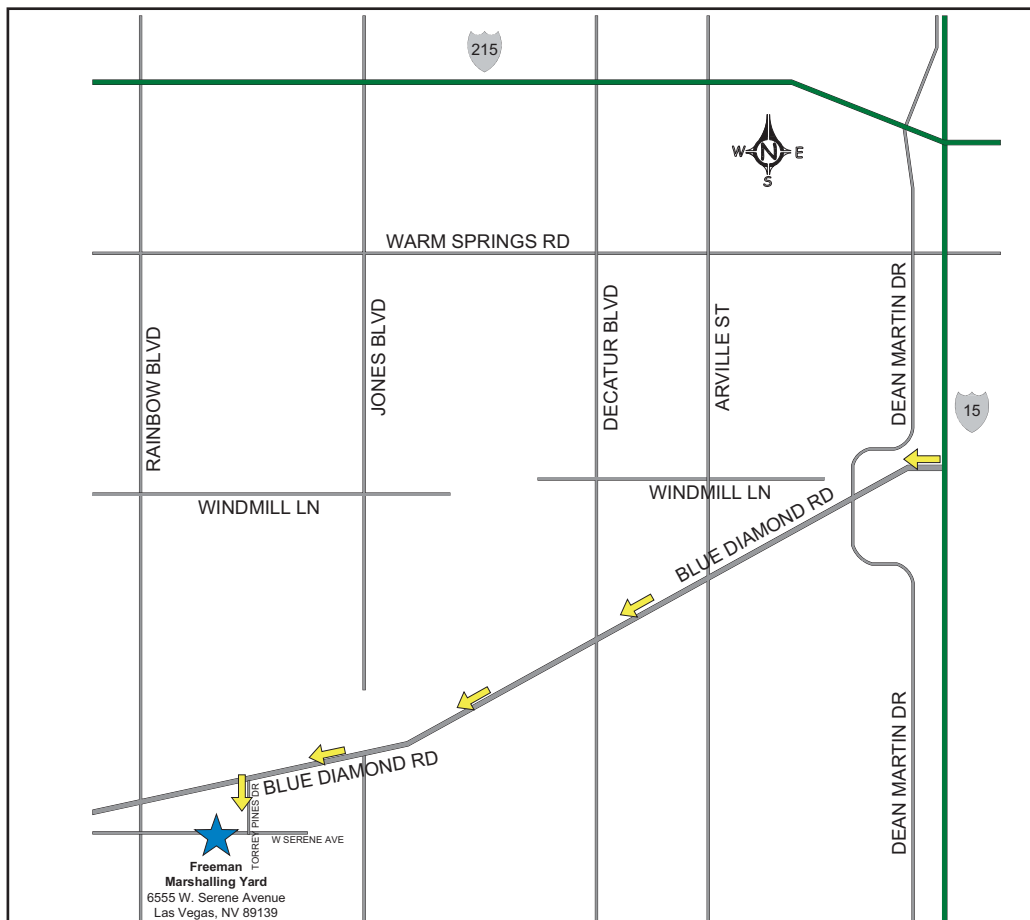 215
N
W
E
S
WARM SPRINGS RD
RAINBOW BLVD
JONES BLVD
DECATUR BLVD
ARVILLE ST
DEAN MARTIN DR
15
WINDMILL LN
WINDMILL LN
BLUE DIAMOND RD
BLUE DIAMOND RD
TORREY PINES DR
DEAN MARTIN DR
W SERENE AVE
Freeman
Marshalling Yard
6555 W. Serene Avenue
Las Vegas, NV 89139